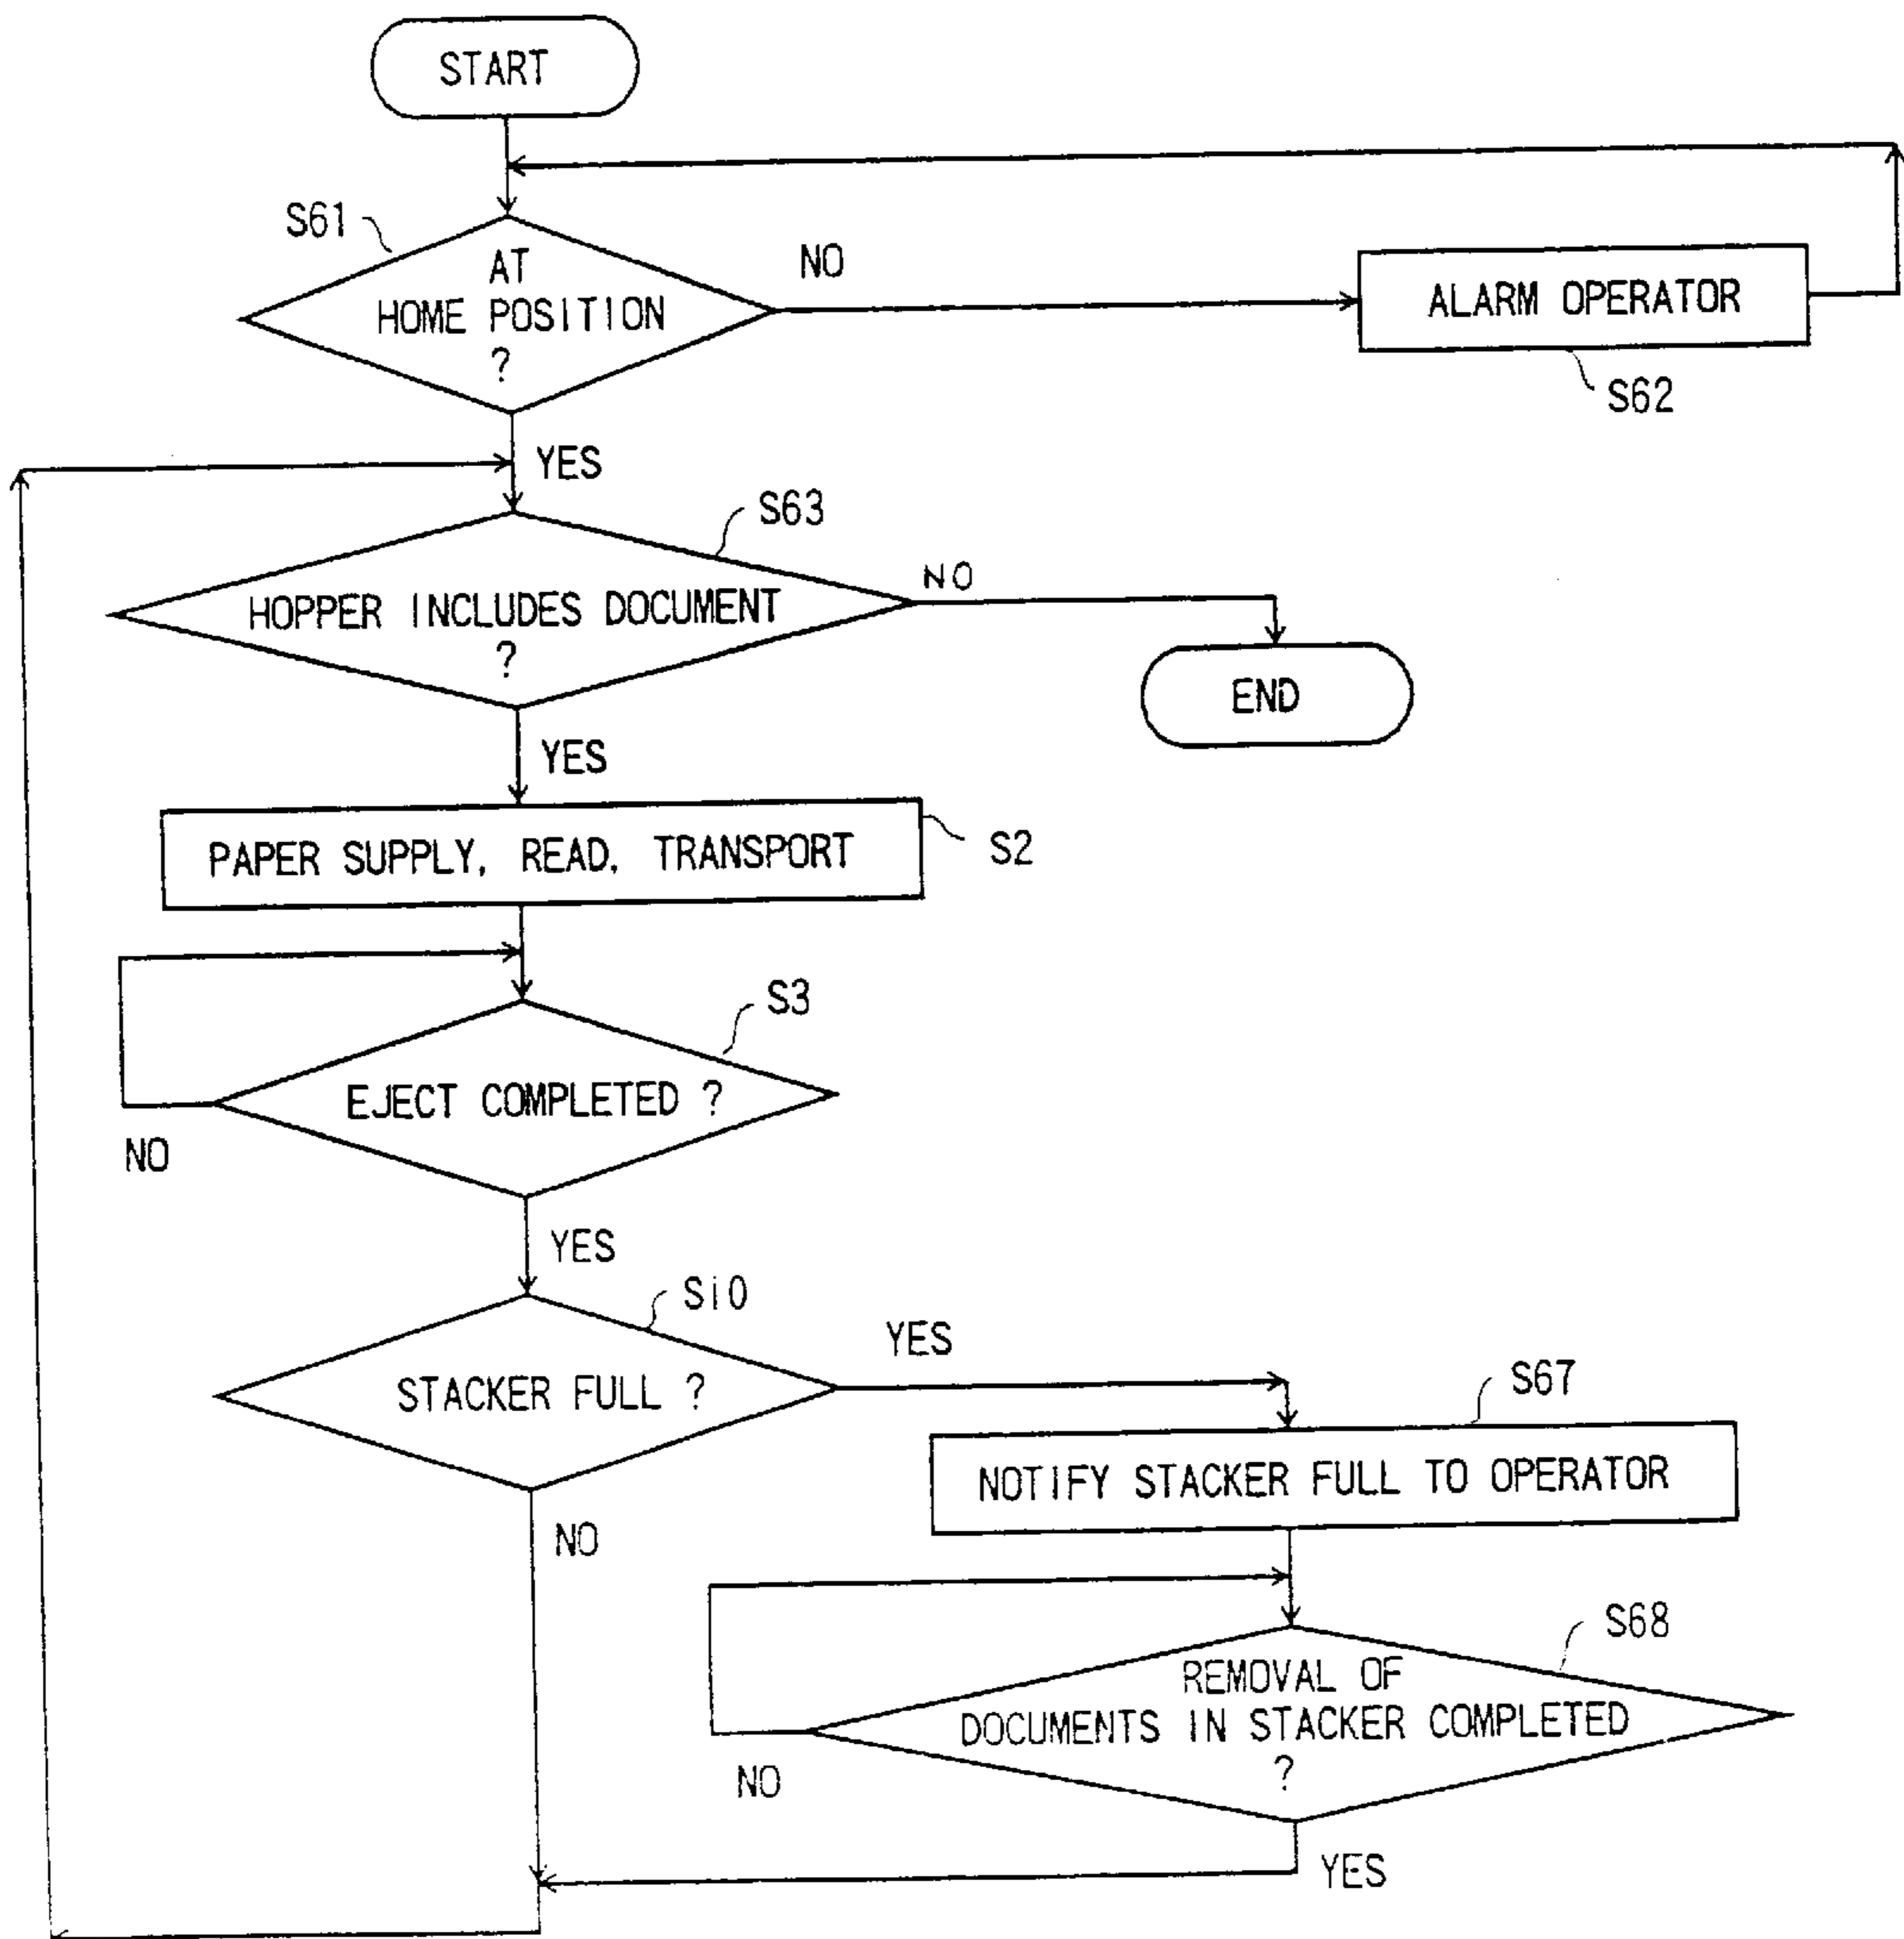 START
S61
AT
HOME POSITION
?
NO
ALARM OPERATOR
S62
YES
S63
HOPPER INCLUDES DOCUMENT
?
NO
END
YES
PAPER SUPPLY, READ, TRANSPORT
S2
S3
EJECT COMPLETED ?
NO
YES
Si0
STACKER FULL ?
YES
S67
NOTIFY STACKER FULL TO OPERATOR
NO
S68
REMOVAL OF
DOCUMENTS IN STACKER COMPLETED
?
NO
YES